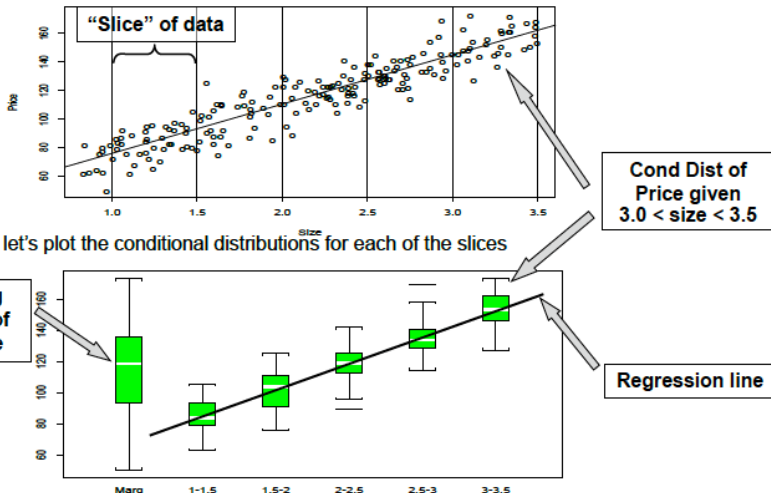 “Slice” of data
Price
160
140
120
100
80
60
1.0 1.5 2.0 2.5 3.0 3.5
Size
Cond Dist of
Price given
3.0 < size < 3.5
let’s plot the conditional distributions for each of the slices
160
140
120
100
80
60
Regression line
Marg 1-1.5 1.5-2 2-2.5 2.5-3 3-3.5